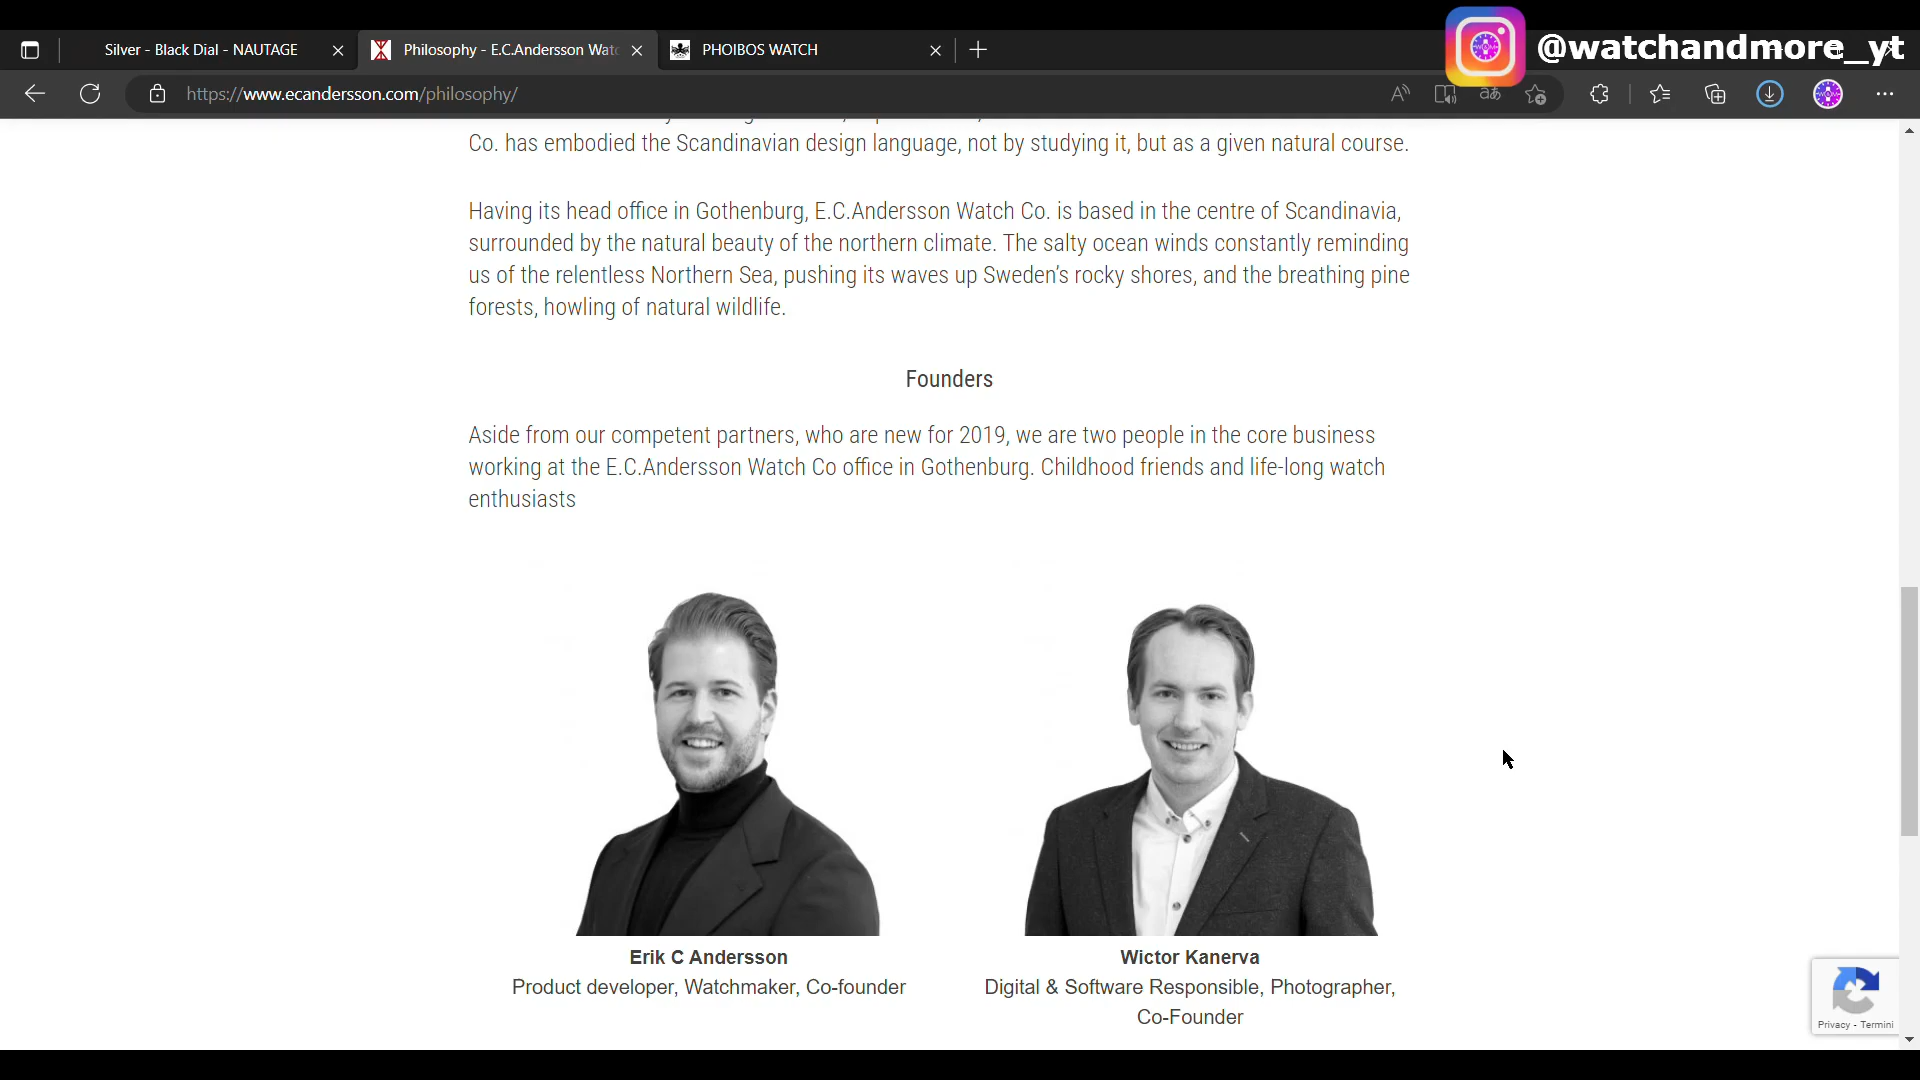 @watchandmore_yt
Silver - Black Dial - NAUTAGE
Philosophy - E.C.Andersson Wat
PHOIBOS WATCH
https://www.ecandersson.com/philosophy/
Co. has embodied the Scandinavian design language, not by studying it, but as a given natural course.
Having its head office in Gothenburg, E.C.Andersson Watch Co. is based in the centre of Scandinavia,
surrounded by the natural beauty of the northern climate. The salty ocean winds constantly reminding
us of the relentless Northern Sea, pushing its waves up Sweden’s rocky shores, and the breathing pine
forests, howling of natural wildlife.
Founders
Aside from our competent partners, who are new for 2019, we are two people in the core business
working at the E.C.Andersson Watch Co office in Gothenburg. Childhood friends and life-long watch
enthusiasts
Erik C Andersson
Product developer, Watchmaker, Co-founder
Wictor Kanerva
Digital & Software Responsible, Photographer,
Co-Founder
Privacy - Termini